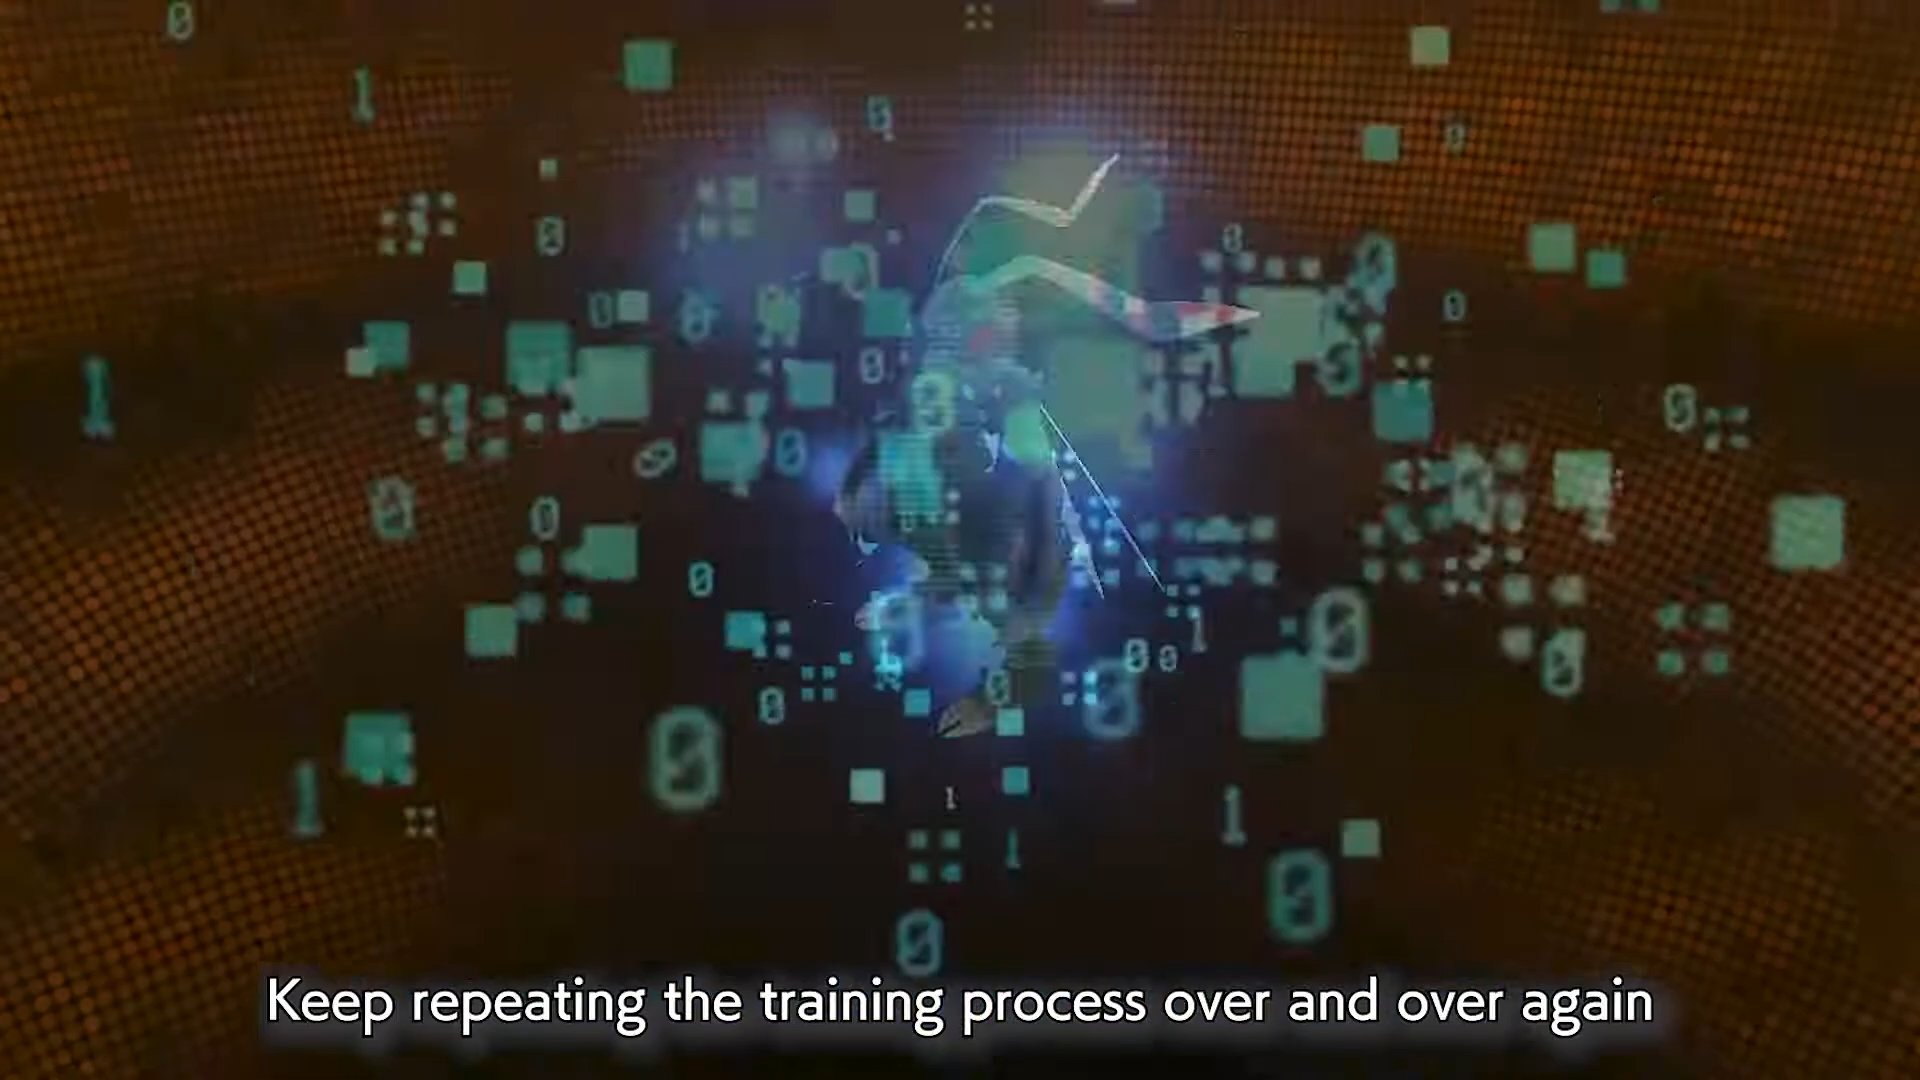 Keep repeating the training process over and over again